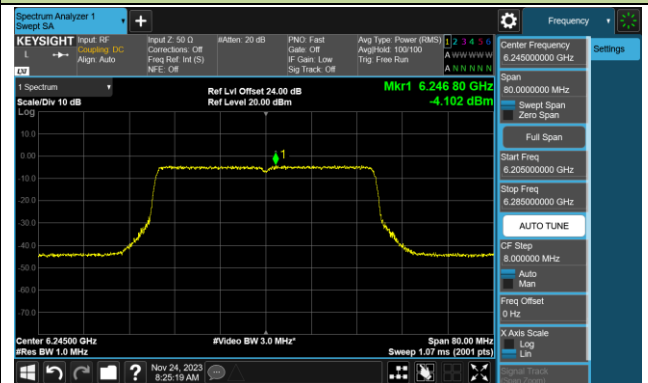 Spectrum Analyzer 1
Swept SA
+
Frequency
KEYSIGHT
L
LXI
Input: RF
Coupling: DC
Align: Auto
Input Z: 50 Ω
Corrections: Off
Freq Ref: Int (S)
NFE: Off
#Atten: 20 dB
PNO: Fast
Gate: Off
IF Gain: Low
Sig Track: Off
Avg Type: Power (RMS)
Avg|Hold: 100/100
Trig: Free Run
1 2 3 4 5 6
A W W W W W
A N N N N N
Center Frequency
6.245000000 GHz
Settings
Span
80.0000000 MHz
Swept Span
Zero Span
Full Span
Start Freq
6.205000000 GHz
Stop Freq
6.285000000 GHz
AUTO TUNE
CF Step
8.000000 MHz
Auto
Man
Freq Offset
0 Hz
X Axis Scale
Log
Lin
Signal Track
(Span Zoom)
1 Spectrum
Scale/Div 10 dB
Log
Ref Lvl Offset 24.00 dB
Ref Level 20.00 dBm
Mkr1 6.246 80 GHz
-4.102 dBm
10.0
0.00
-10.0
-20.0
-30.0
-40.0
-50.0
-60.0
-70.0
1
Center 6.24500 GHz
#Res BW 1.0 MHz
#Video BW 3.0 MHz*
Span 80.00 MHz
Sweep 1.07 ms (2001 pts)
?
Nov 24, 2023
8:25:19 AM